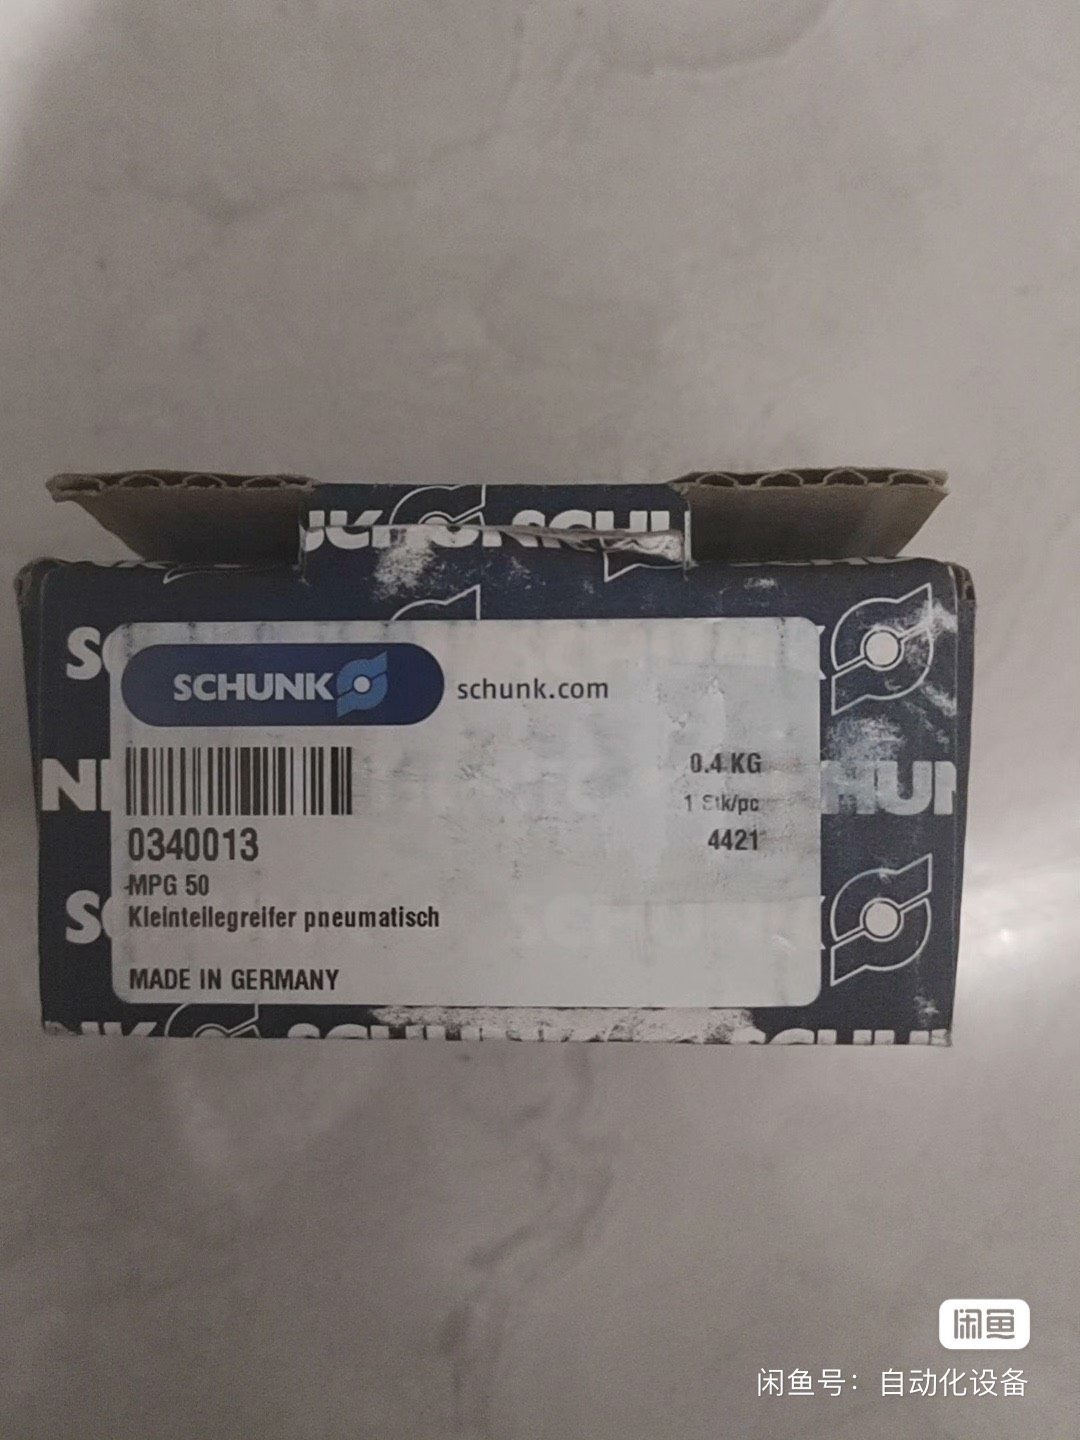 SCHUNK schunk.com
0.4 KG
1 Stk/pc
0340013
4421
MPG 50
Kleinteilegreifer pneumatisch
MADE IN GERMANY
闲鱼
闲鱼号：自动化设备